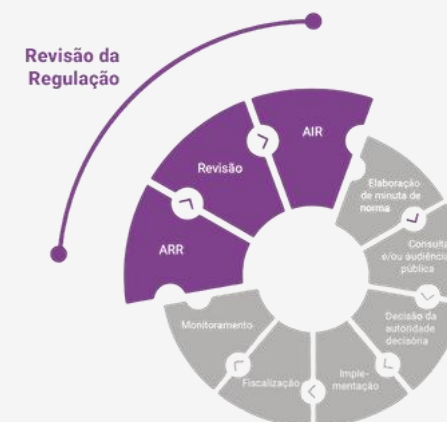 Revisão da
Regulação
AIR
Revisão
ARR
Elaboração
de minuta de
norma
Consulta
e/ou audiência
pública
Decisão da
autoridade
decisória
Imple-
mentação
Fiscalização
Monitoramento